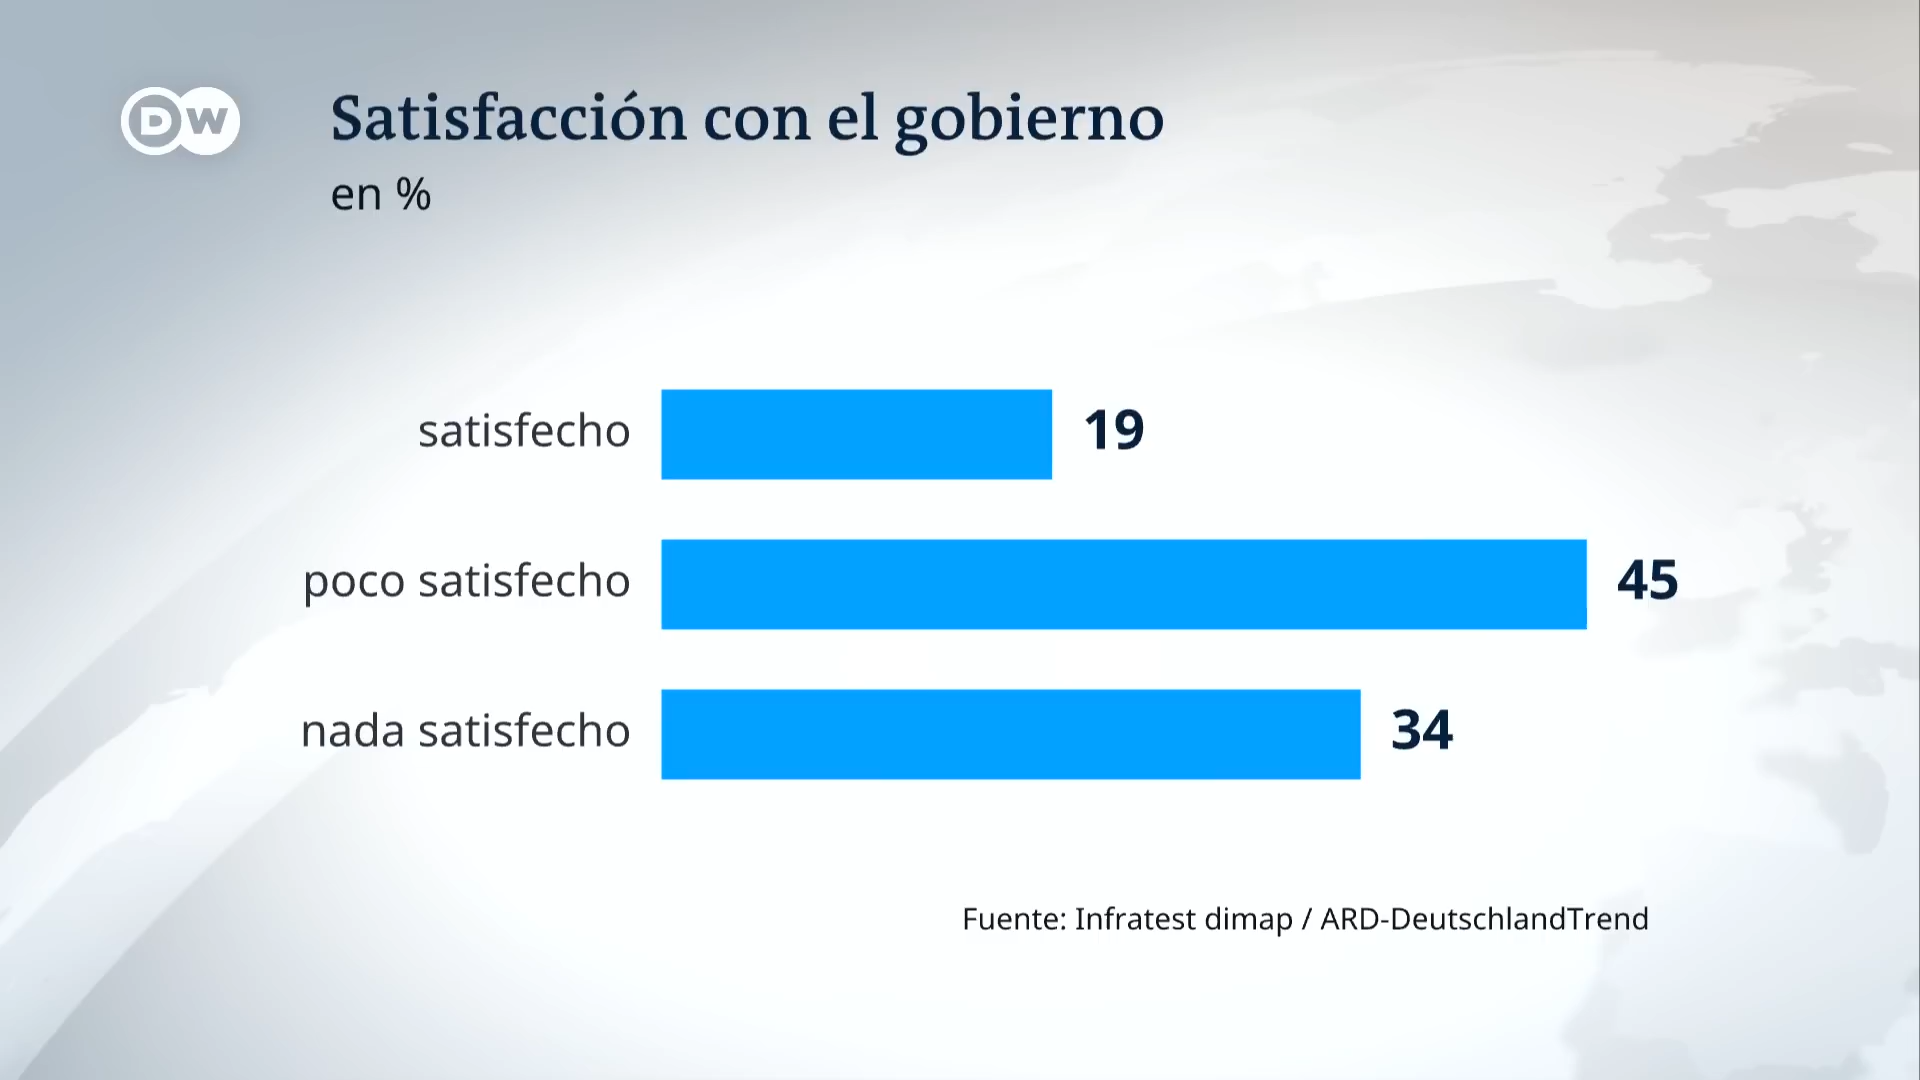 DW
Satisfacción con el gobierno
en %
satisfecho 19
poco satisfecho 45
nada satisfecho 34
Fuente: Infratest dimap / ARD-DeutschlandTrend